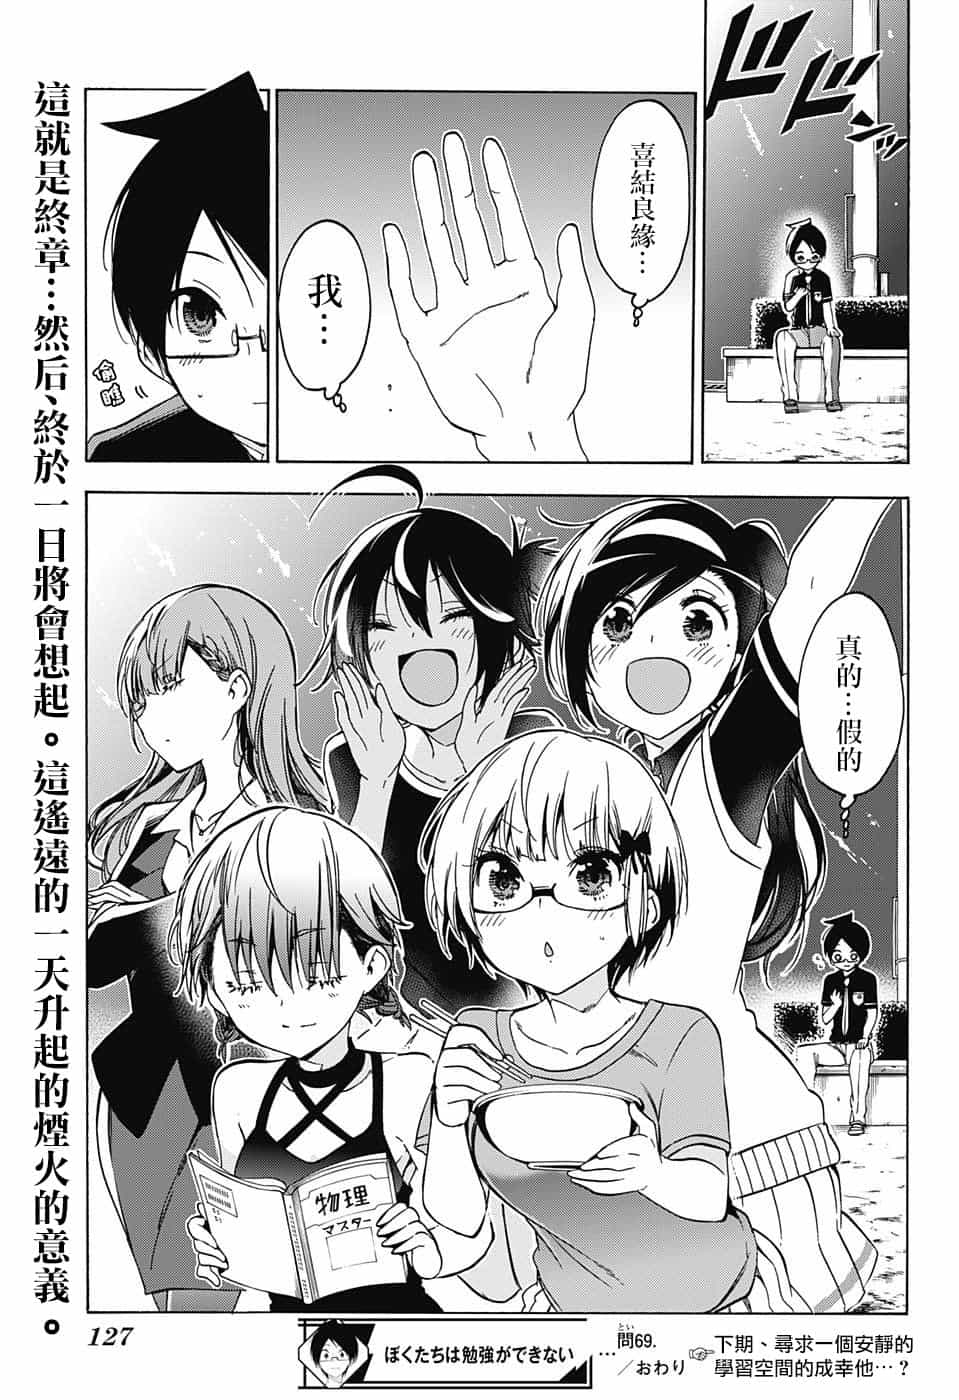 ドドンッ
喜結良緣…
我…
偷瞧
真的…假的…
物理
マスター
這就是終章…然后、終於一日將會想起。這遙遠的一天升起的煙火的意義。
127
ぼくたちは勉強ができない
…問69.
とい
／おわり
☞下期、尋求一個安靜的
學習空間的成幸他…？